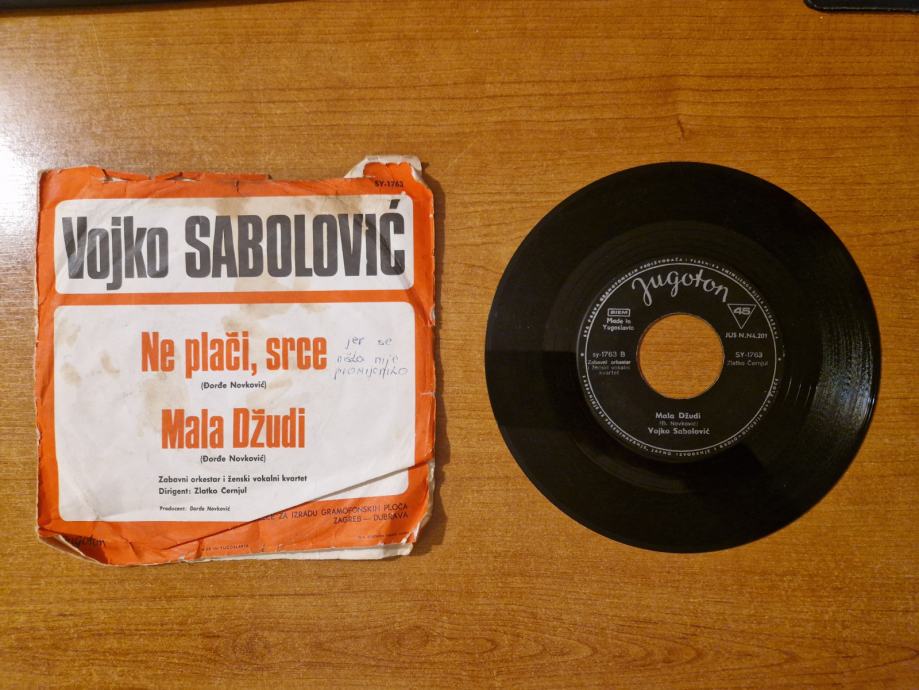 SY-1763
Vojko SABOLOVIĆ
Ne plači, srce
(Đorđe Novković)
jer se
ništa nije
promijenilo
Mala Džudi
(Đorđe Novković)
Zabavni orkestar i ženski vokalni kvartet
Dirigent: Zlatko Černjul
Producent: Đorđe Novković
ZA IZRADU GRAMOFONSKIH PLOČA
ZAGREB — DUBRAVA
Jugoton
IN YUGOSLAVIA
Jugoton
BIEM
Made in
Yugoslavia
45
JUS N.N4.201
sy-1763 B
Zabavni orkestar
ženski vokalni
kvartet
SY-1763
Zlatko Černjul
Mala Džudi
(Đ. Novković)
Vojko Sabolović